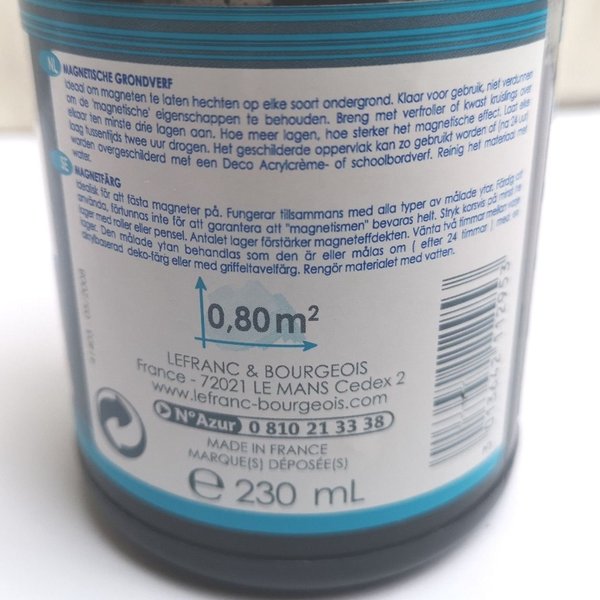 NL MAGNETISCHE GRONDVERF
Ideal om magneten te laten hechten op elke soort ondergrond. Klaar voor gebruik, niet verdunnen
om de 'magnetische' eigenschappen te behouden. Breng met verfroller of kwast kruislings over
elkaar ten minste drie lagen aan. Hoe meer lagen, hoe sterker het magnetische effect. Laat elke
laag tussentijds twee uur drogen. Het geschilderde oppervlak kan zo gebruikt worden of (na 24 uur)
worden overgeschilderd met een Deco Acrylcrème- of schoolbordverf. Reinig het materiaal met
water.
SE MAGNETFÄRG
Idealisk för att fästa magneter på. Fungerar tillsammans med alla typer av målade ytor. Färdig att
använda, förtunnas inte för att garantera att "magnetismen" bevaras helt. Stryk korsvis på minst tre
lager med roller eller pensel. Antalet lager förstärker magneteffdekten. Vänta två timmar mellan varje
lager. Den målade ytan behandlas som den är eller målas om ( efter 24 timmar ) med en
akrylbaserad deko-färg eller med griffeltavelfärg. Rengör materialet med vatten.
0,80 m²
LEFRANC & BOURGEOIS
France - 72021 LE MANS Cedex 2
www.lefranc-bourgeois.com
N°Azur 0 810 21 33 38
MADE IN FRANCE
MARQUE(S) DÉPOSÉE(S)
e 230 mL